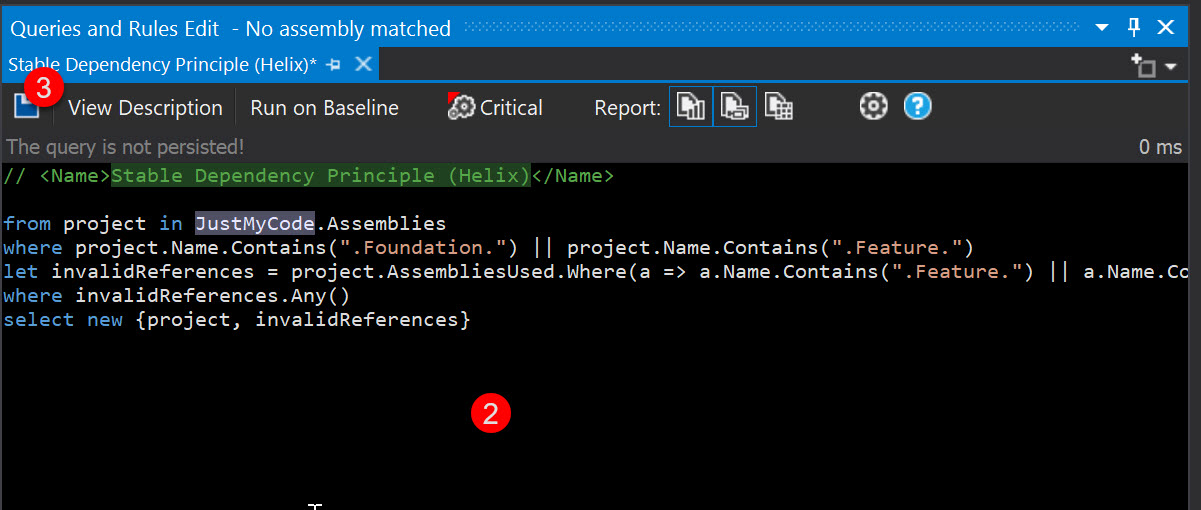 Queries and Rules Edit - No assembly matched
Stable Dependency Principle (Helix)*
3
View Description Run on Baseline Critical Report: ?
The query is not persisted! 0 ms
// <Name>Stable Dependency Principle (Helix)</Name>
from project in JustMyCode.Assemblies
where project.Name.Contains(".Foundation.") || project.Name.Contains(".Feature.")
let invalidReferences = project.AssembliesUsed.Where(a => a.Name.Contains(".Feature.") || a.Name.Co
where invalidReferences.Any()
select new {project, invalidReferences}
2